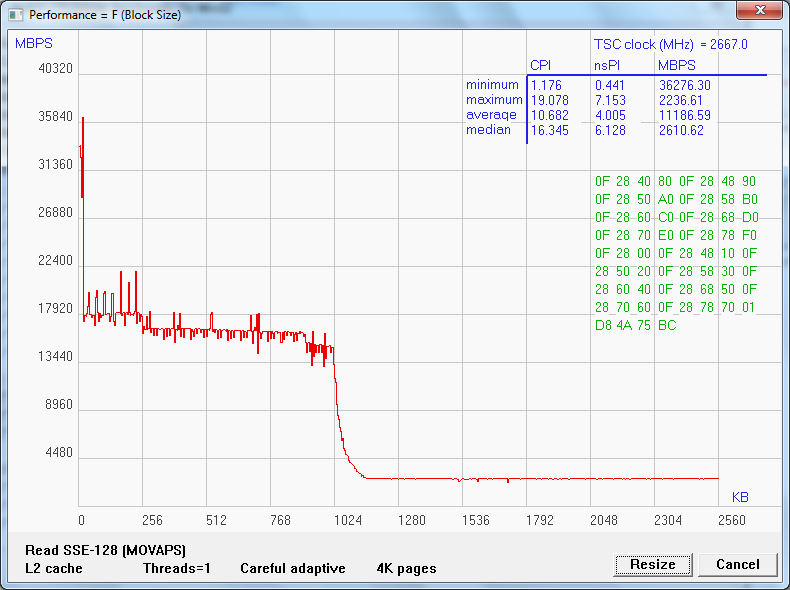 Performance = F (Block Size)
MBPS
TSC clock (MHz) = 2667.0
CPI nsPI MBPS
minimum 1.176 0.441 36276.30
maximum 19.078 7.153 2236.61
average 10.682 4.005 11186.59
median 16.345 6.128 2610.62
40320
35840
31360
26880
22400
17920
13440
8960
4480
0F 28 40 80 0F 28 48 90
0F 28 50 A0 0F 28 58 B0
0F 28 60 C0 0F 28 68 D0
0F 28 70 E0 0F 28 78 F0
0F 28 00 0F 28 48 10 0F
28 50 20 0F 28 58 30 0F
28 60 40 0F 28 68 50 0F
28 70 60 0F 28 78 70 01
D8 4A 75 BC
KB
0 256 512 768 1024 1280 1536 1792 2048 2304 2560
Read SSE-128 (MOVAPS)
L2 cache Threads=1 Careful adaptive 4K pages
Resize Cancel